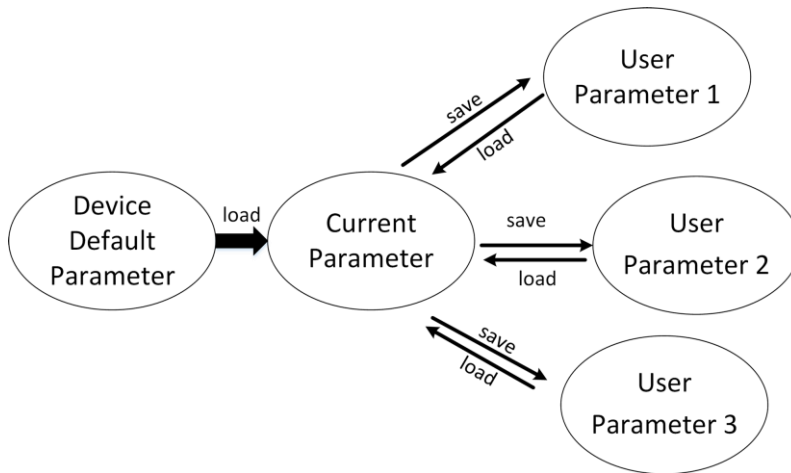 User
Parameter 1
save
load
Device
Default
Parameter
load
Current
Parameter
save
load
User
Parameter 2
save
load
User
Parameter 3